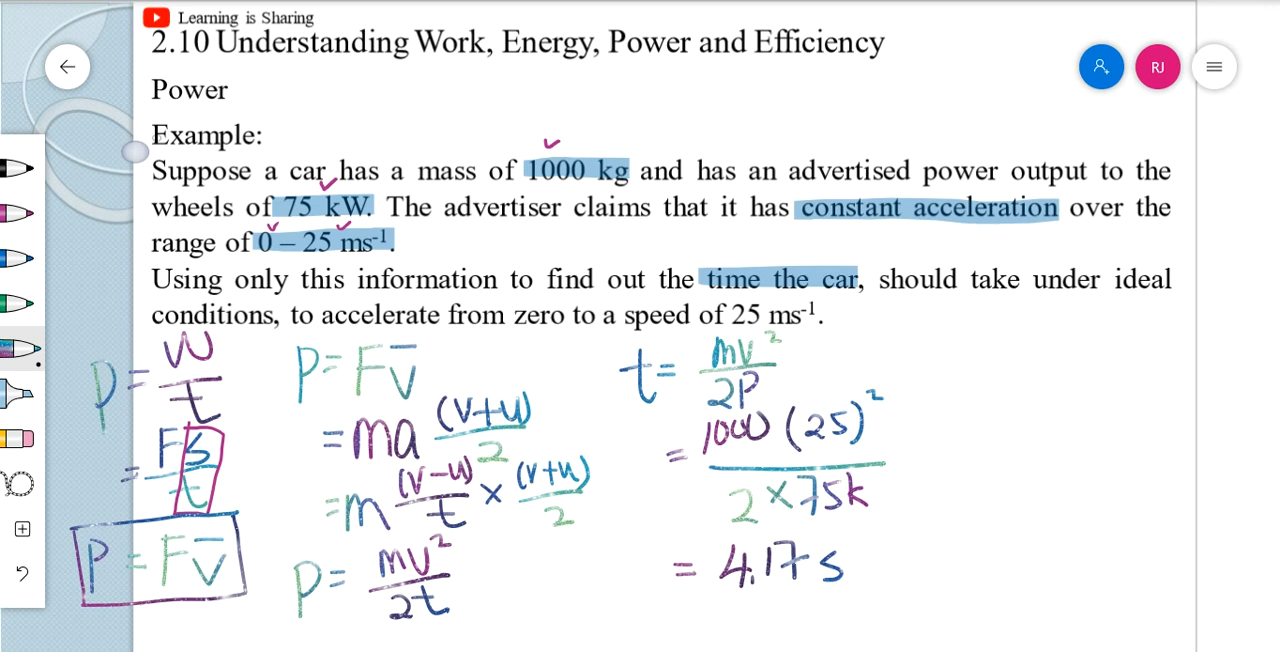 Learning is Sharing
2.10 Understanding Work, Energy, Power and Efficiency
RJ
Power
Example:
Suppose a car has a mass of 1000 kg and has an advertised power output to the
wheels of 75 kW. The advertiser claims that it has constant acceleration over the
range of 0 – 25 ms⁻¹.
Using only this information to find out the time the car, should take under ideal
conditions, to accelerate from zero to a speed of 25 ms⁻¹.
P = W/t
= Fs/t
P = Fv̅
P = Fv̅
= ma (v+u)/2
= m (v-u)/t × (v+u)/2
P = mv²/2t
t = mv²/2P
= 1000 (25)²/2×75k
= 4.17 s